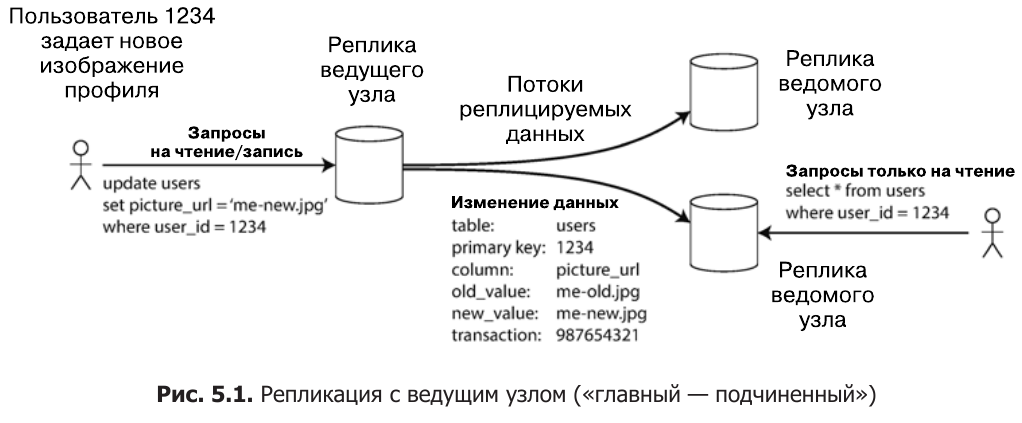 Пользователь 1234
задает новое
изображение
профиля
Реплика
ведущего
узла
Потоки
реплицируемых
данных
Реплика
ведомого
узла
Запросы
на чтение/запись
update users
set picture_url = ‘me-new.jpg’
where user_id = 1234
Изменение данных
table: users
primary key: 1234
column: picture_url
old_value: me-old.jpg
new_value: me-new.jpg
transaction: 987654321
Запросы только на чтение
select * from users
where user_id = 1234
Реплика
ведомого
узла
Рис. 5.1. Репликация с ведущим узлом («главный — подчиненный»)